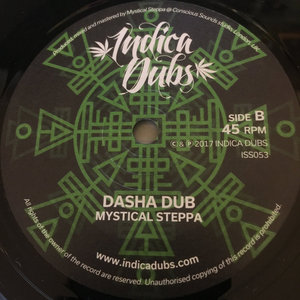 Produced, mixed and mastered by Mystical Steppa @ Conscious Sounds studio, London, UK.
Indica
Dubs
SIDE B
45 RPM
© & ℗ 2017 INDICA DUBS
ISS053
DASHA DUB
MYSTICAL STEPPA
www.indicadubs.com
All rights of the owner of the record are reserved. Unauthorised copying of this record is prohibited.